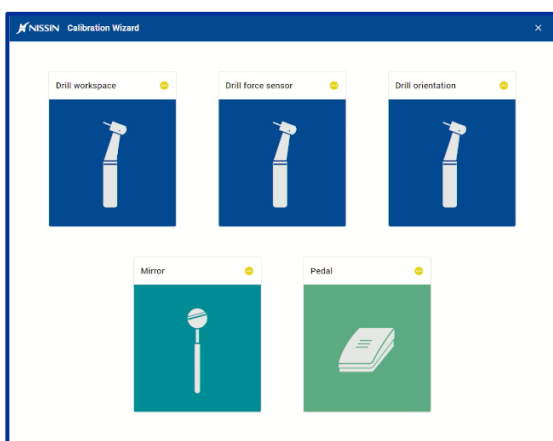 NISSIN Calibration Wizard
Drill workspace
Drill force sensor
Drill orientation
Mirror
Pedal